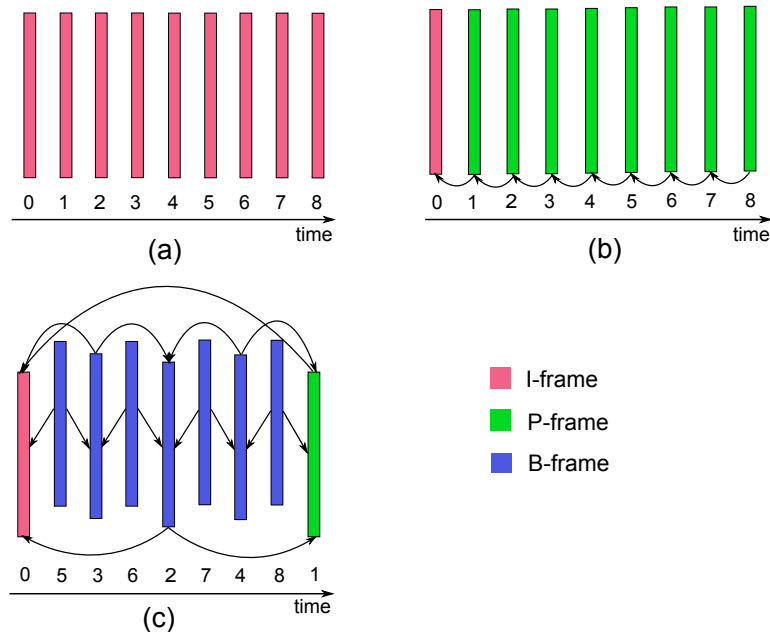 0 1 2 3 4 5 6 7 8
time
(a)
0 1 2 3 4 5 6 7 8
time
(b)
I-frame
P-frame
B-frame
0 5 3 6 2 7 4 8 1
time
(c)